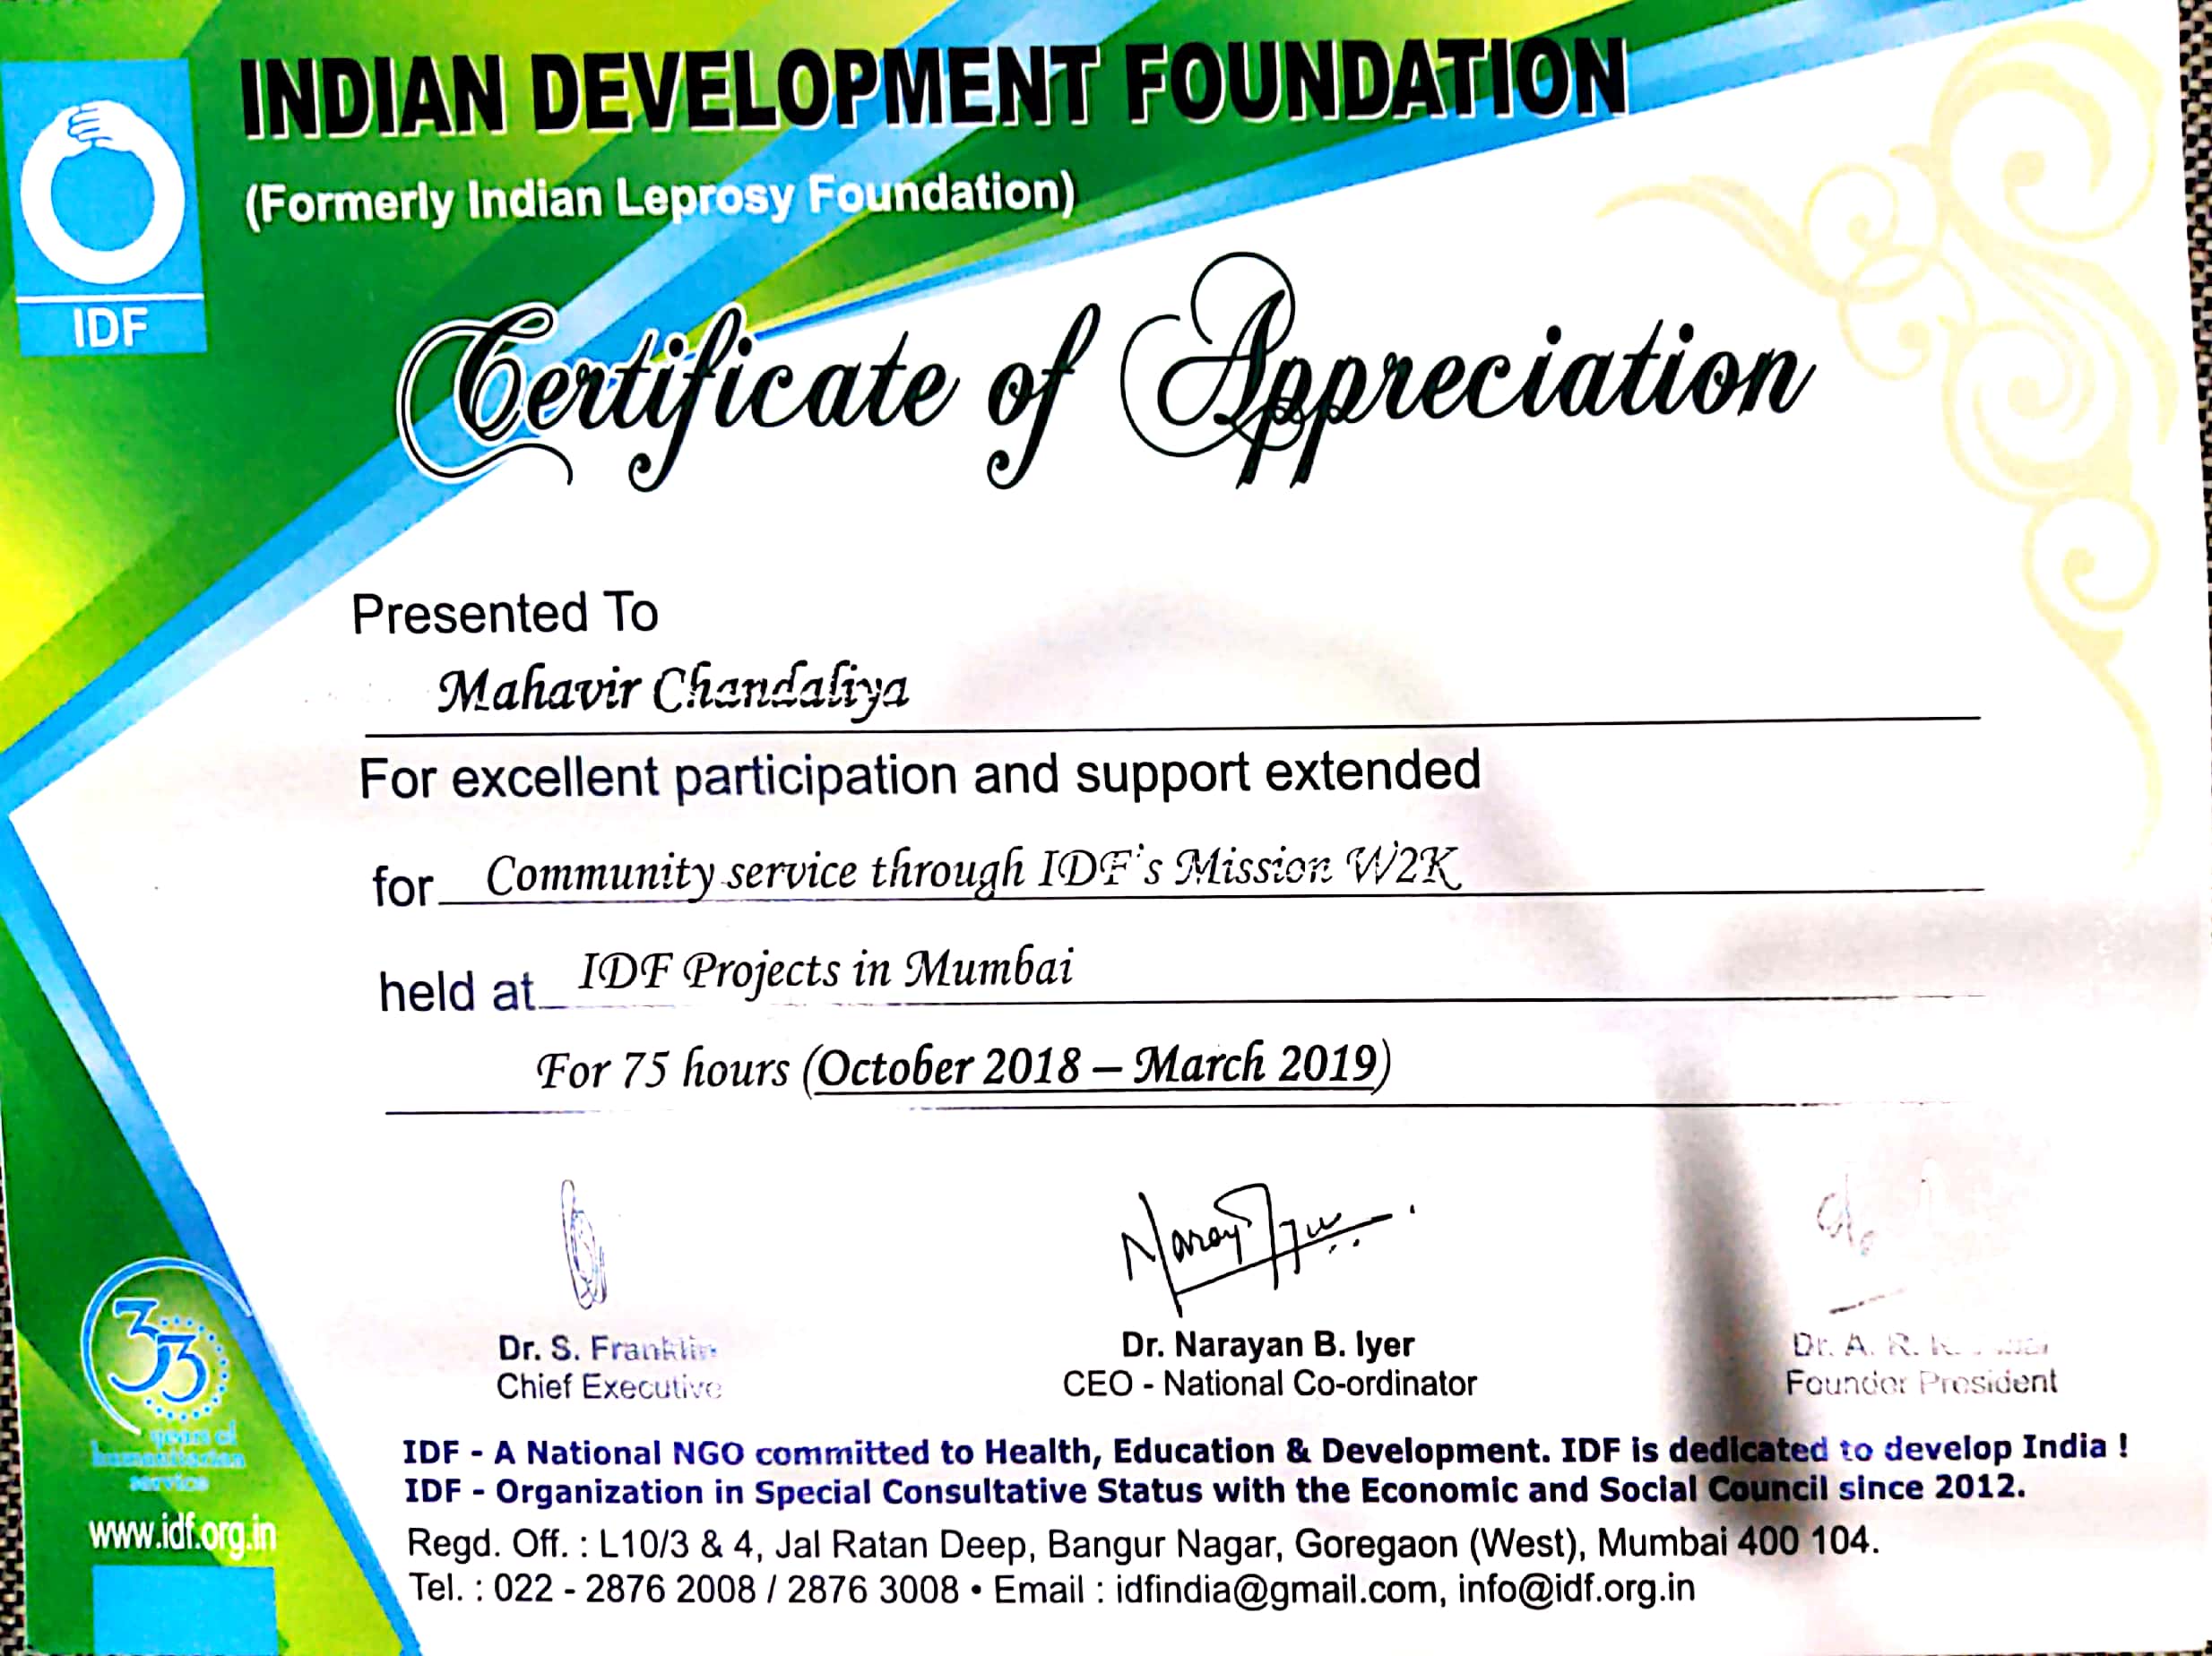 INDIAN DEVELOPMENT FOUNDATION
(Formerly Indian Leprosy Foundation)
IDF
Certificate of Appreciation
Presented To
Mahavir Chandaliya
For excellent participation and support extended
for Community service through IDF's Mission W2K
held at IDF Projects in Mumbai
For 75 hours (October 2018 – March 2019)
Dr. S. Franklin
Chief Executive
Dr. Narayan B. Iyer
CEO - National Co-ordinator
Dr. A. R.
Founder President
33
years of
humanitarian
service
www.idf.org.in
IDF - A National NGO committed to Health, Education & Development. IDF is dedicated to develop India !
IDF - Organization in Special Consultative Status with the Economic and Social Council since 2012.
Regd. Off. : L10/3 & 4, Jal Ratan Deep, Bangur Nagar, Goregaon (West), Mumbai 400 104.
Tel. : 022 - 2876 2008 / 2876 3008 • Email : idfindia@gmail.com, info@idf.org.in